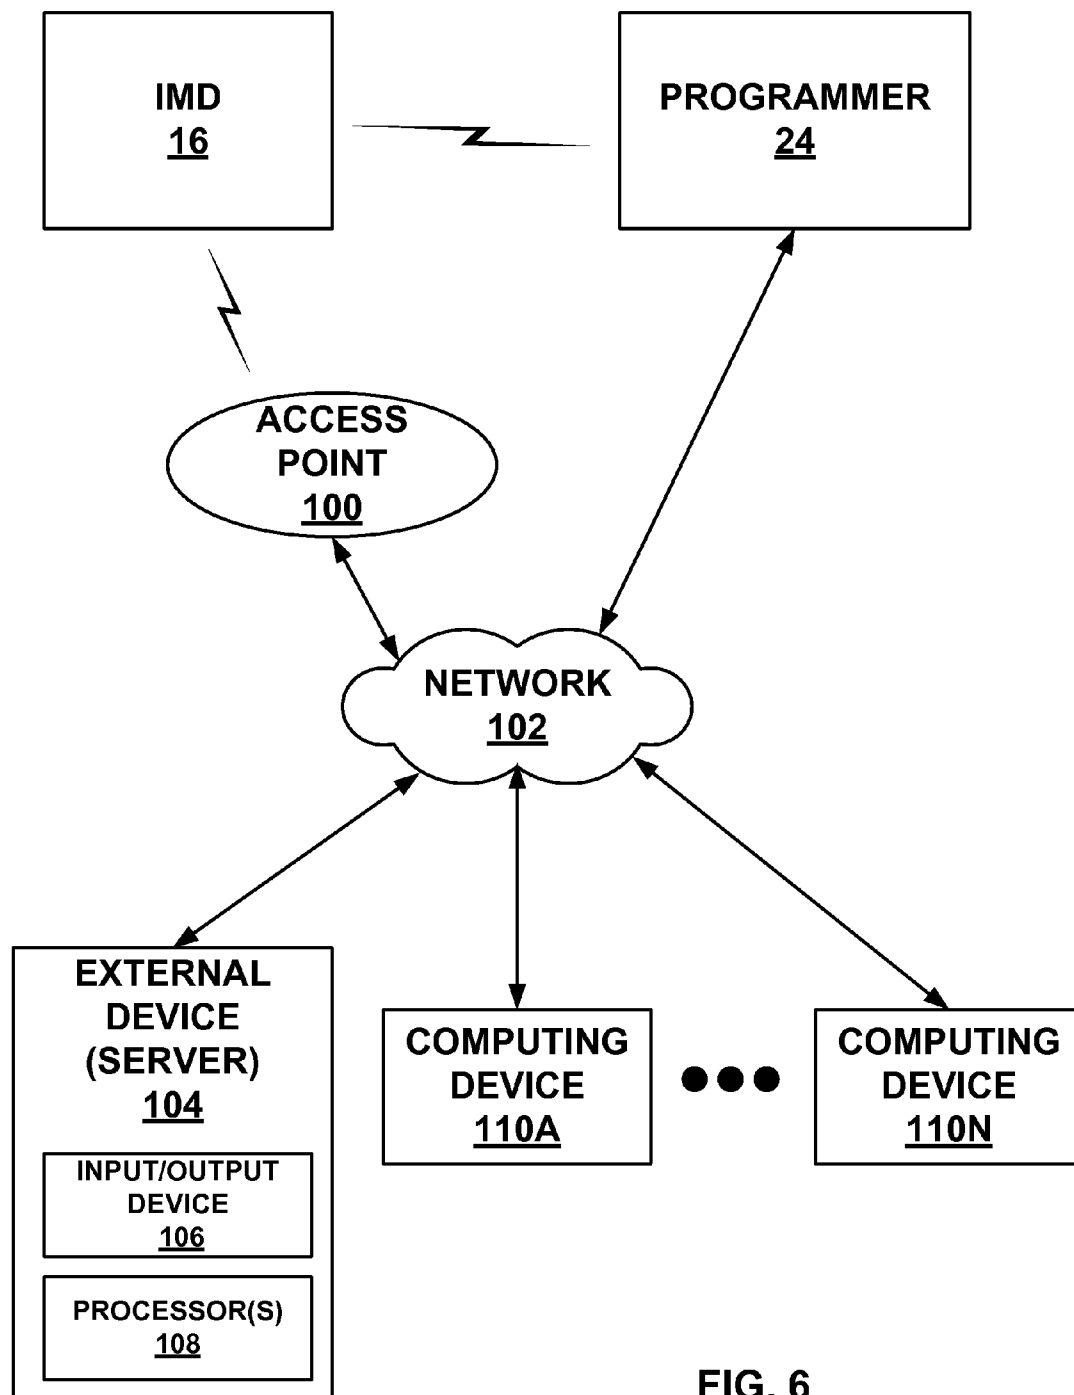 IMD
16
PROGRAMMER
24
ACCESS
POINT
100
NETWORK
102
EXTERNAL
DEVICE
(SERVER)
104
INPUT/OUTPUT
DEVICE
106
PROCESSOR(S)
108
COMPUTING
DEVICE
110A
COMPUTING
DEVICE
110N
FIG. 6